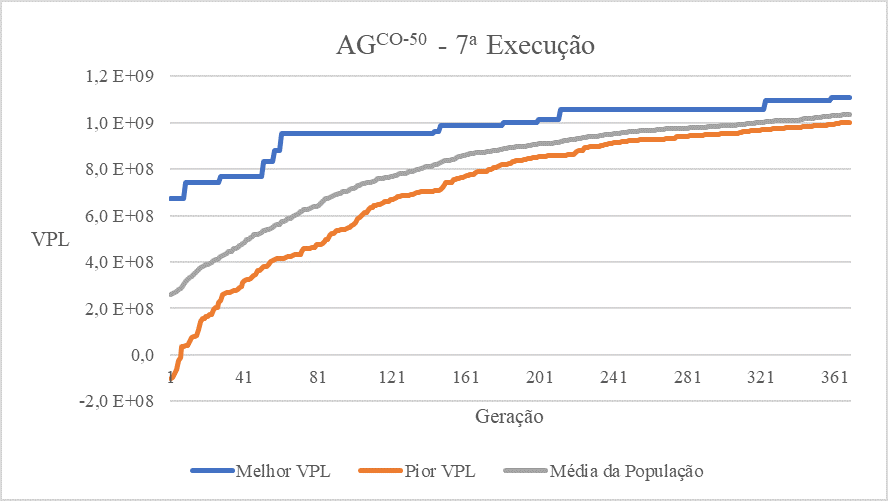 AGCO-50 - 7ª Execução
1,2 E+09
1,0 E+09
8,0 E+08
6,0 E+08
VPL
4,0 E+08
2,0 E+08
0,0
1 41 81 121 161 201 241 281 321 361
-2,0 E+08
Geração
Melhor VPL Pior VPL Média da População